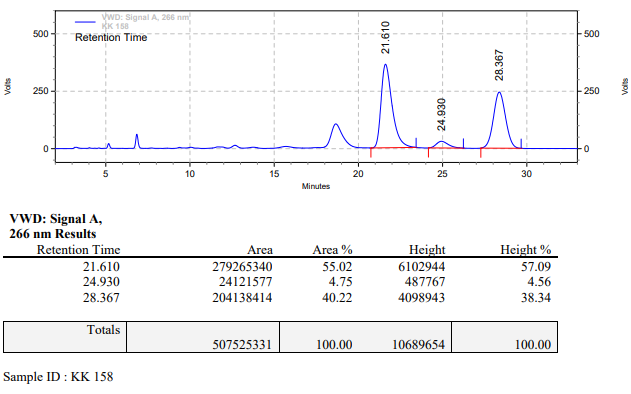 VWD: Signal A, 266 nm
KK 158
Retention Time
500
250
0
Volts
21.610
24.930
28.367
500
250
0
Volts
5 10 15 20 25 30
Minutes
VWD: Signal A,
266 nm Results
Retention Time Area Area % Height Height %
21.610 279265340 55.02 6102944 57.09
24.930 24121577 4.75 487767 4.56
28.367 204138414 40.22 4098943 38.34
Totals
507525331 100.00 10689654 100.00
Sample ID : KK 158